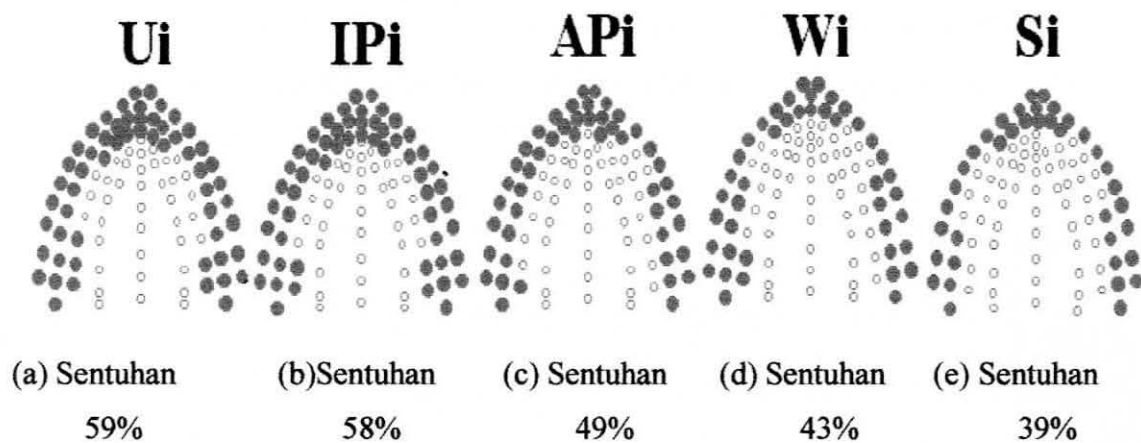 Ui IPi APi Wi Si
(a) Sentuhan (b)Sentuhan (c) Sentuhan (d) Sentuhan (e) Sentuhan
59% 58% 49% 43% 39%